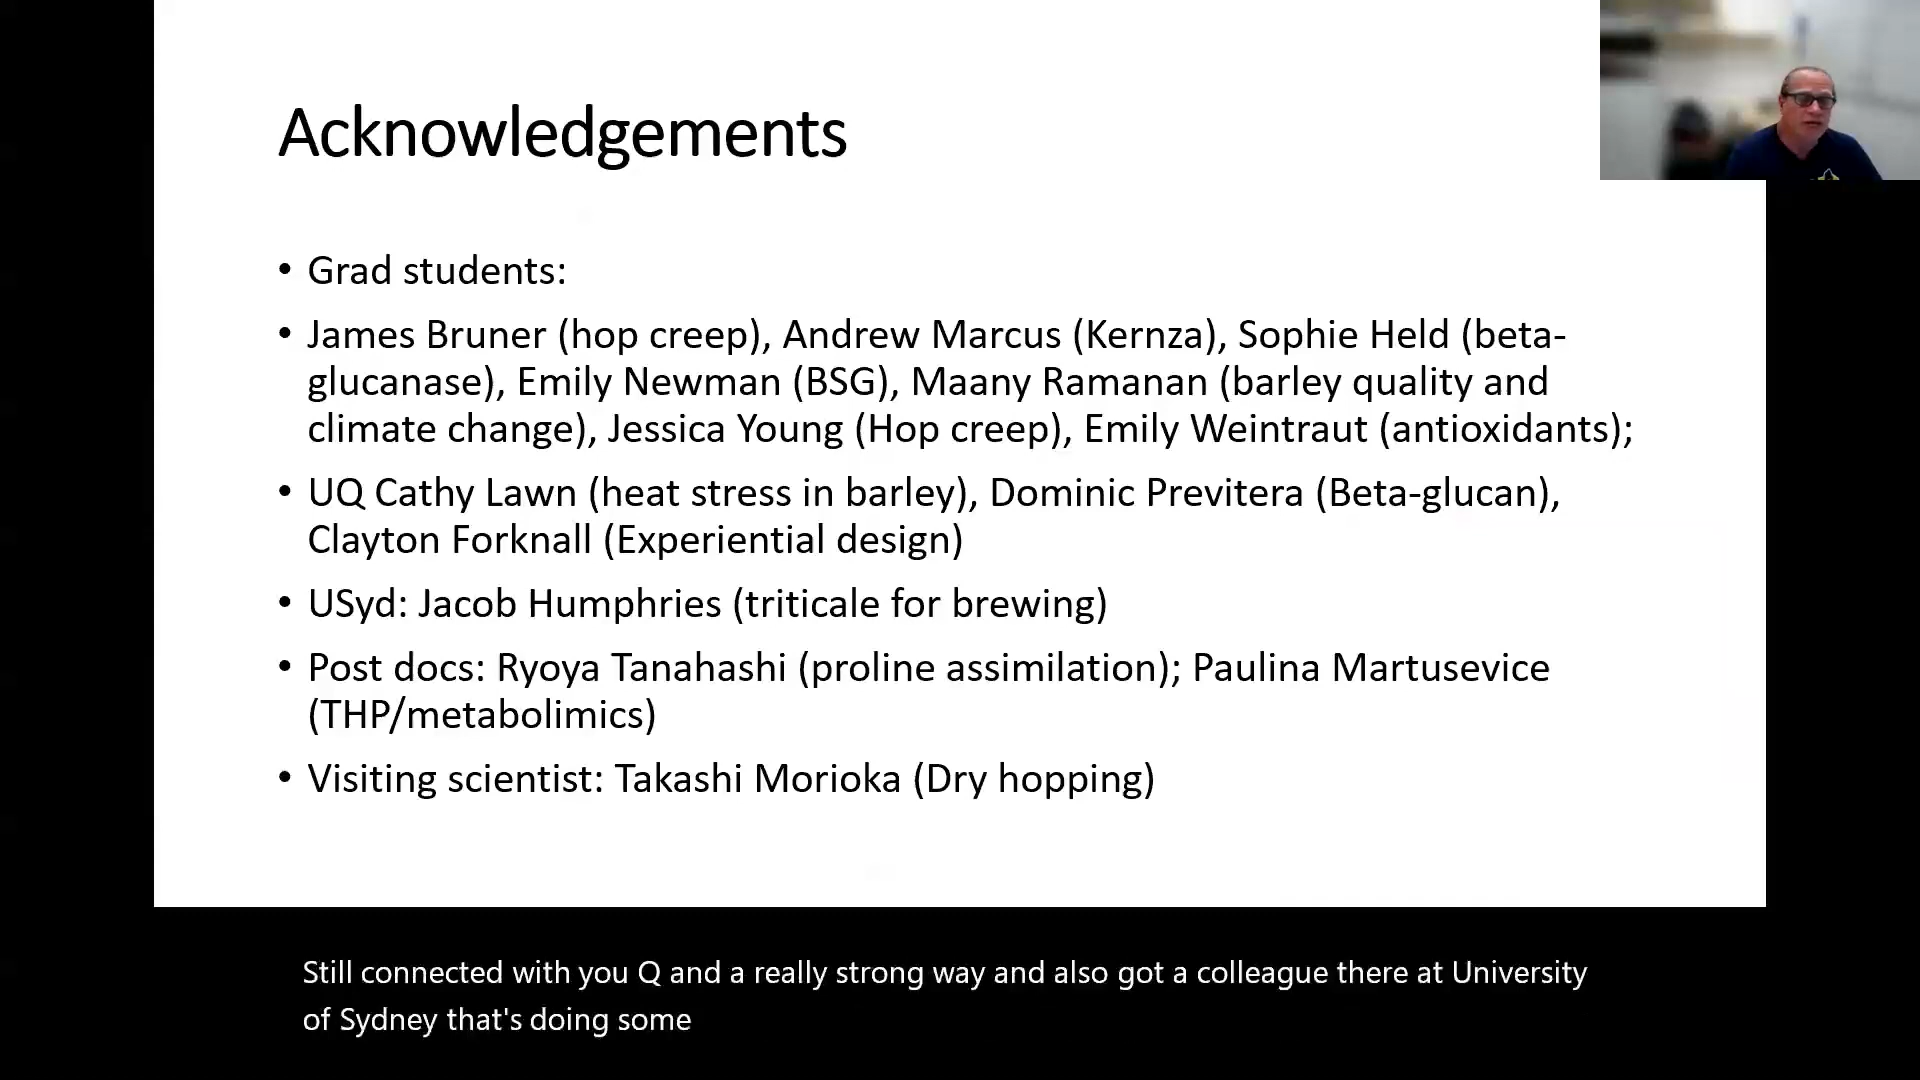 Acknowledgements
• Grad students:
• James Bruner (hop creep), Andrew Marcus (Kernza), Sophie Held (beta-
glucanase), Emily Newman (BSG), Maany Ramanan (barley quality and
climate change), Jessica Young (Hop creep), Emily Weintraut (antioxidants);
• UQ Cathy Lawn (heat stress in barley), Dominic Previtera (Beta-glucan),
Clayton Forknall (Experiential design)
• USyd: Jacob Humphries (triticale for brewing)
• Post docs: Ryoya Tanahashi (proline assimilation); Paulina Martusevice
(THP/metabolimics)
• Visiting scientist: Takashi Morioka (Dry hopping)
Still connected with you Q and a really strong way and also got a colleague there at University
of Sydney that's doing some